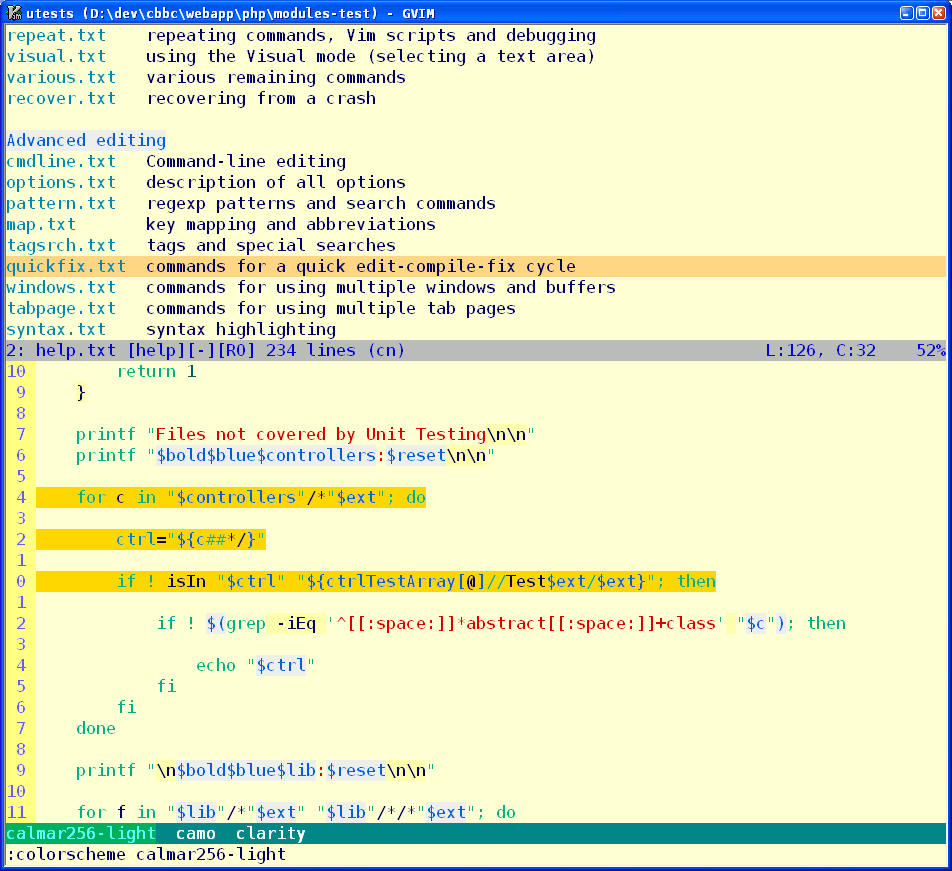 utests (D:\dev\cbbc\webapp\php\modules-test) - GVIM
repeat.txt    repeating commands, Vim scripts and debugging
visual.txt    using the Visual mode (selecting a text area)
various.txt   various remaining commands
recover.txt   recovering from a crash
Advanced editing
cmdline.txt   Command-line editing
options.txt   description of all options
pattern.txt   regexp patterns and search commands
map.txt       key mapping and abbreviations
tagsrch.txt   tags and special searches
quickfix.txt  commands for a quick edit-compile-fix cycle
windows.txt   commands for using multiple windows and buffers
tabpage.txt   commands for using multiple tab pages
syntax.txt    syntax highlighting
2: help.txt [help][-][RO] 234 lines (cn)                                    L:126, C:32    52%
10         return 1
 9     }
 8
 7     printf "Files not covered by Unit Testing\n\n"
 6     printf "$bold$blue$controllers:$reset\n\n"
 5
 4     for c in "$controllers"/*"$ext"; do
 3
 2         ctrl="${c##*/}"
 1
 0         if ! isIn "$ctrl" "${ctrlTestArray[@]//Test$ext/$ext}"; then
 1
 2             if ! $(grep -iEq '^[[:space:]]*abstract[[:space:]]+class' "$c"); then
 3
 4                 echo "$ctrl"
 5             fi
 6         fi
 7     done
 8
 9     printf "\n$bold$blue$lib:$reset\n\n"
10
11     for f in "$lib"/*"$ext" "$lib"/*/*"$ext"; do
calmar256-light  camo  clarity
:colorscheme calmar256-light